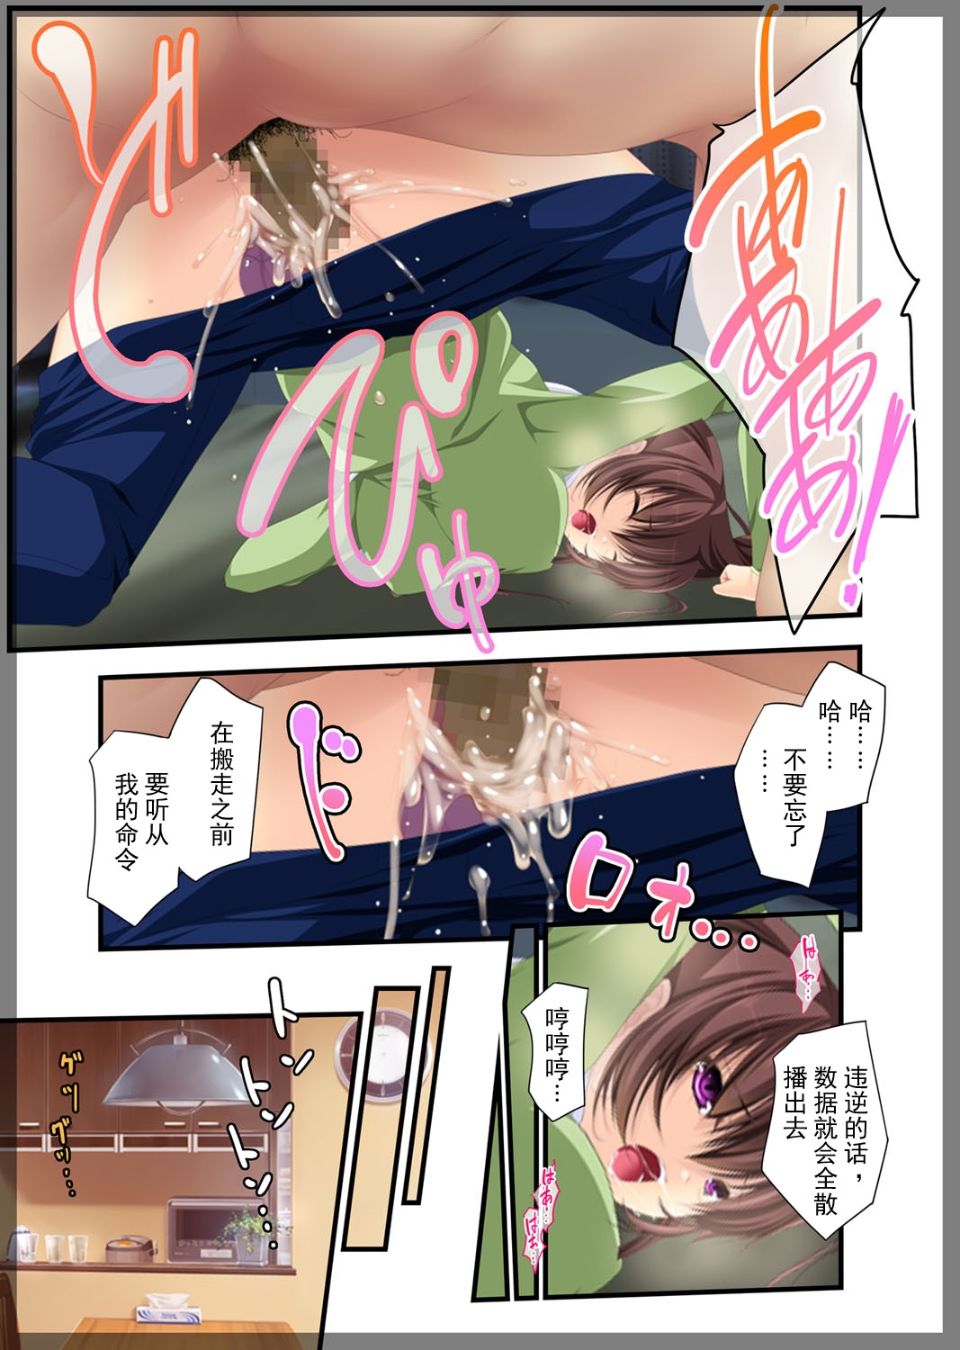 あああああ!
びゅぴ
哈……
哈……
不要忘了
……
在搬走之前
要听从
我的命令
ドロォ…
はぁ…
违逆的话，
数据就会全散
播出去
哼哼哼…
はぁ…
はぁ…
トントントン…
グツグツ…